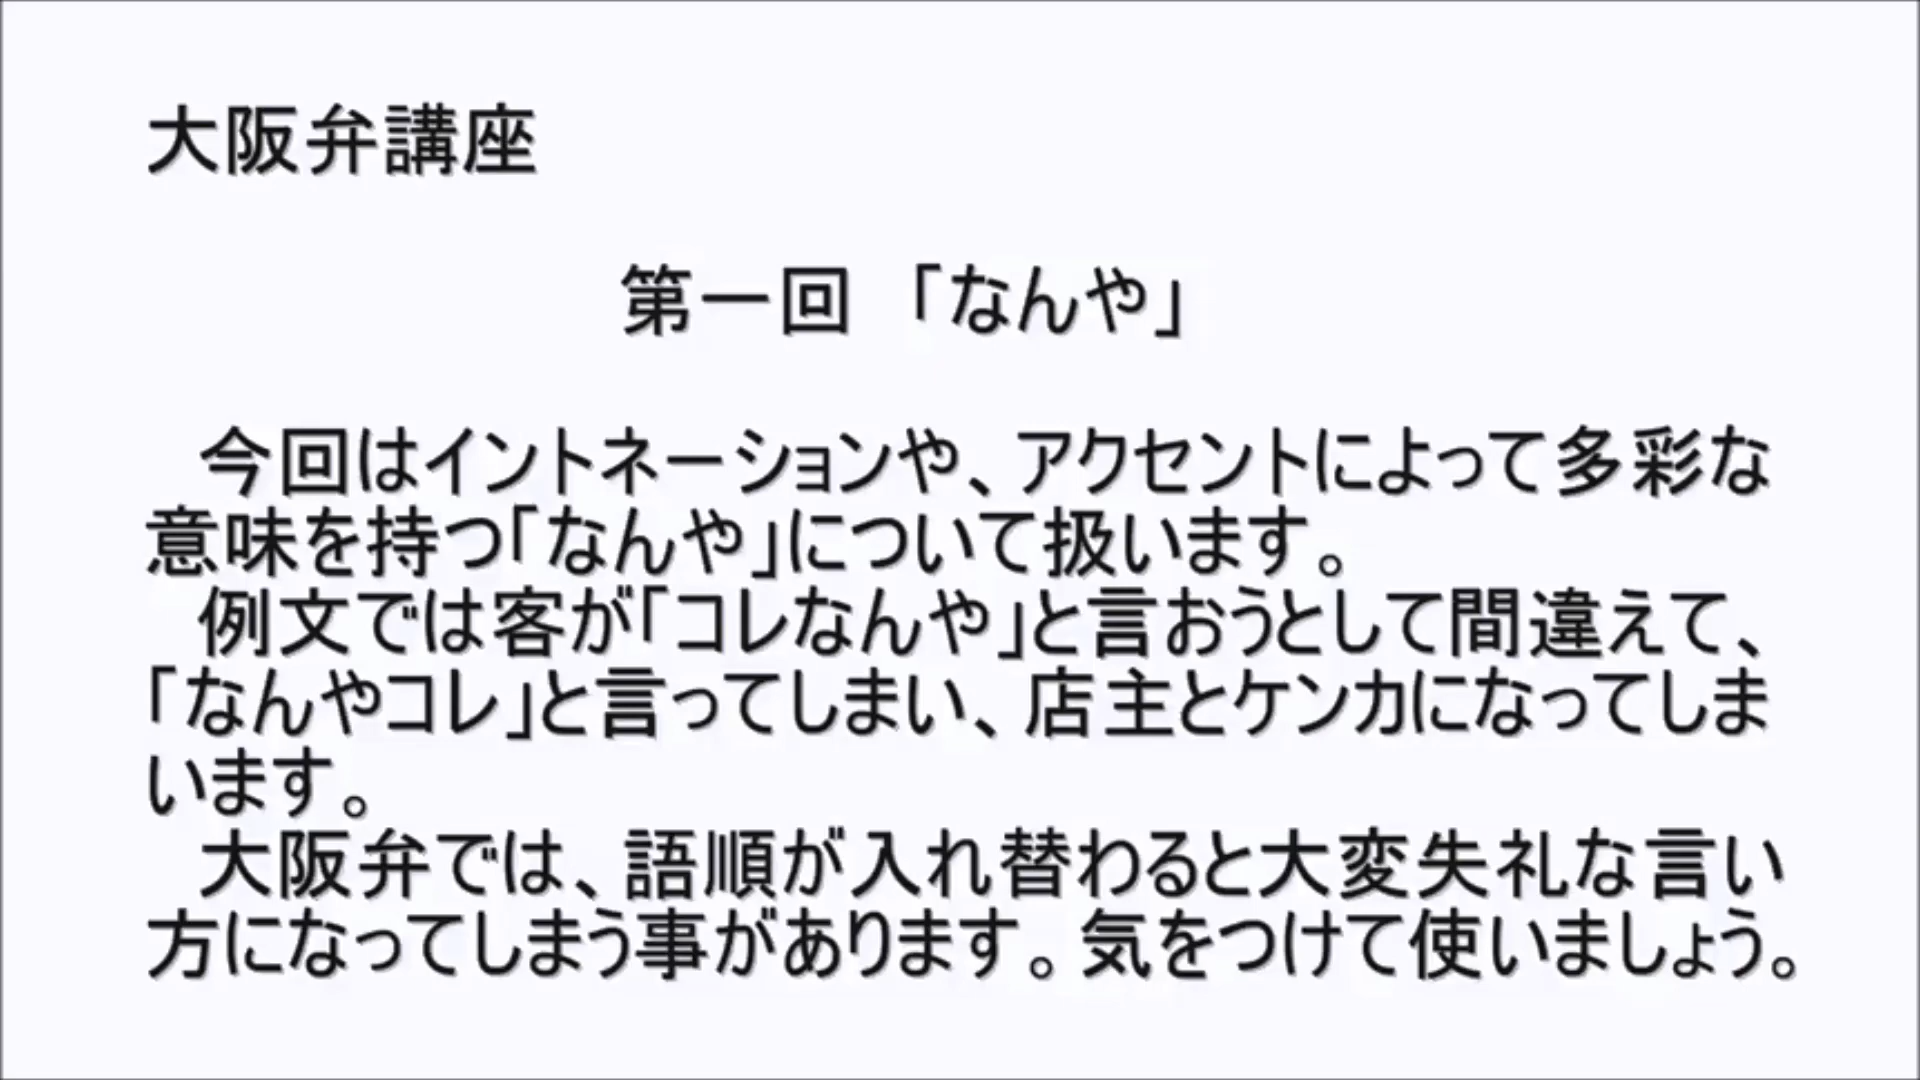 大阪弁講座
第一回 「なんや」
今回はイントネーションや、アクセントによって多彩な
意味を持つ「なんや」について扱います。
例文では客が「コレなんや」と言おうとして間違えて、
「なんやコレ」と言ってしまい、店主とケンカになってしま
います。
大阪弁では、語順が入れ替わると大変失礼な言い
方になってしまう事があります。気をつけて使いましょう。